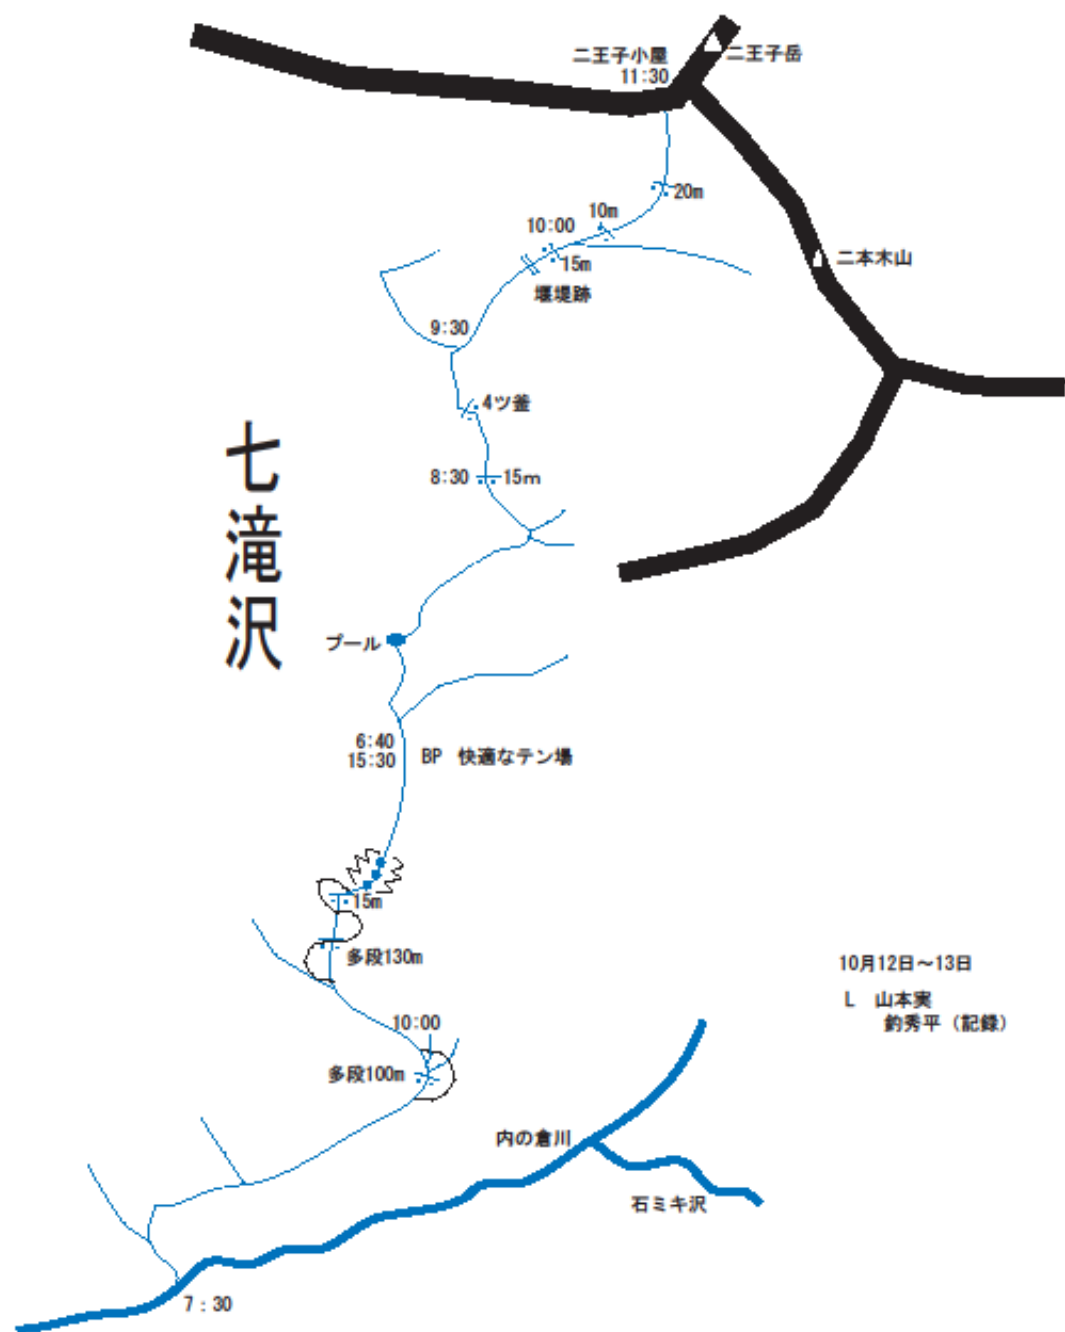 二王子小屋
11:30
二王子岳
20m
10m
10:00
15m
堰堤跡
二本木山
9:30
4ツ釜
8:30
15m
七滝沢
プール
6:40
15:30
BP 快適なテン場
15m
多段130m
10月12日～13日
L 山本実
釣秀平（記録）
10:00
多段100m
内の倉川
石ミキ沢
7:30